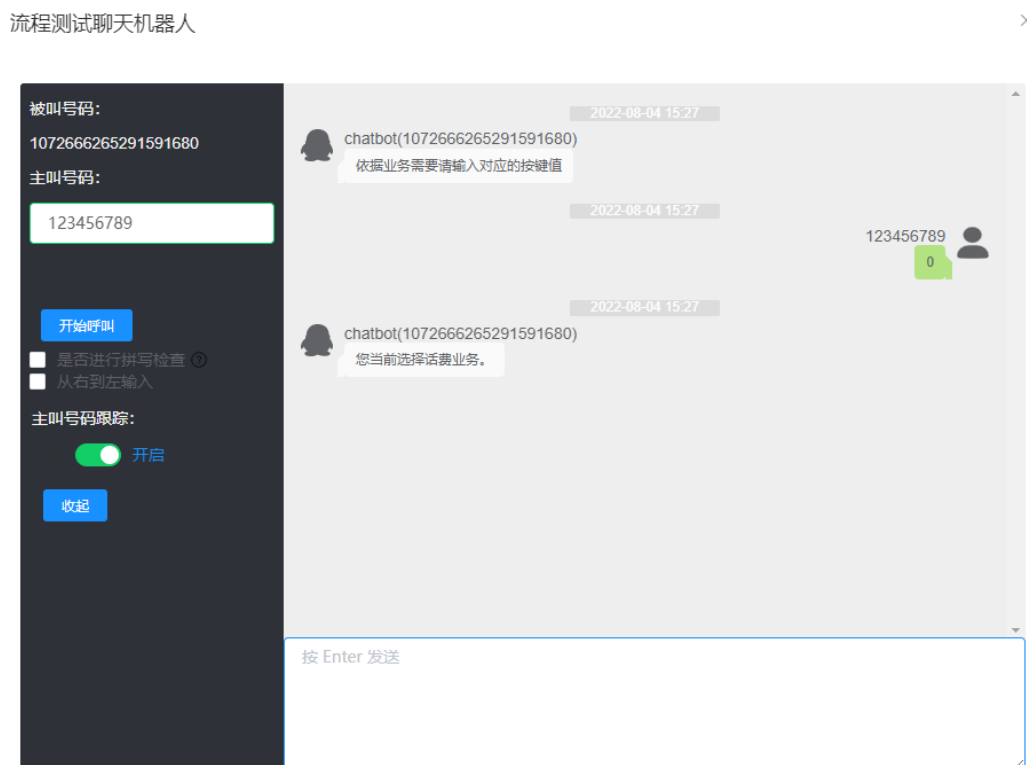 流程测试聊天机器人
被叫号码：
1072666265291591680
主叫号码：
123456789
开始呼叫
是否进行拼写检查
从右到左输入
主叫号码跟踪：
开启
收起
2022-08-04 15:27
chatbot(1072666265291591680)
依据业务需要请输入对应的按键值
2022-08-04 15:27
123456789
0
2022-08-04 15:27
chatbot(1072666265291591680)
您当前选择话费业务。
按 Enter 发送